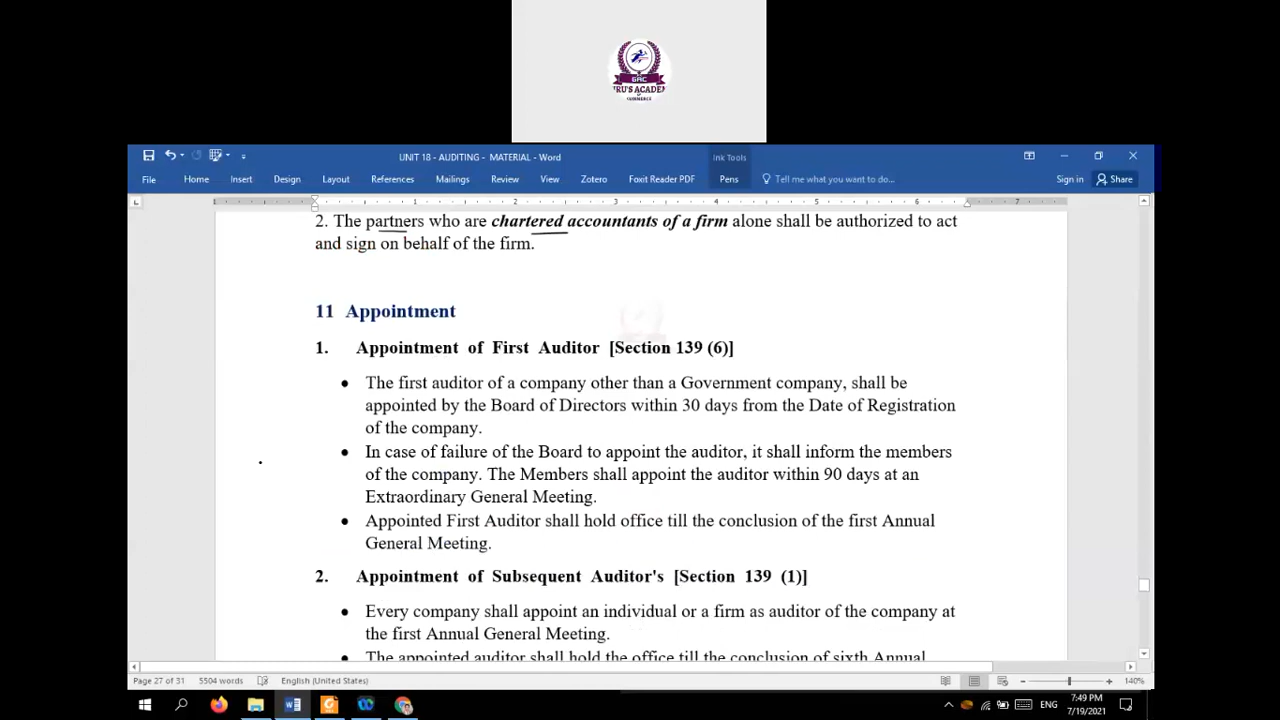 GAC
COMMERCE
UNIT 18 - AUDITING - MATERIAL - Word
Ink Tools
File Home Insert Design Layout References Mailings Review View Zotero Foxit Reader PDF Pens Tell me what you want to do... Sign in Share
1 2 3 4 5 6 7
2. The partners who are chartered accountants of a firm alone shall be authorized to act
and sign on behalf of the firm.
11 Appointment
1. Appointment of First Auditor [Section 139 (6)]
• The first auditor of a company other than a Government company, shall be
appointed by the Board of Directors within 30 days from the Date of Registration
of the company.
• In case of failure of the Board to appoint the auditor, it shall inform the members
of the company. The Members shall appoint the auditor within 90 days at an
Extraordinary General Meeting.
• Appointed First Auditor shall hold office till the conclusion of the first Annual
General Meeting.
2. Appointment of Subsequent Auditor's [Section 139 (1)]
• Every company shall appoint an individual or a firm as auditor of the company at
the first Annual General Meeting.
• The appointed auditor shall hold the office till the conclusion of sixth Annual
Page 27 of 31 5504 words English (United States) 140%
ENG
7:49 PM
7/19/2021